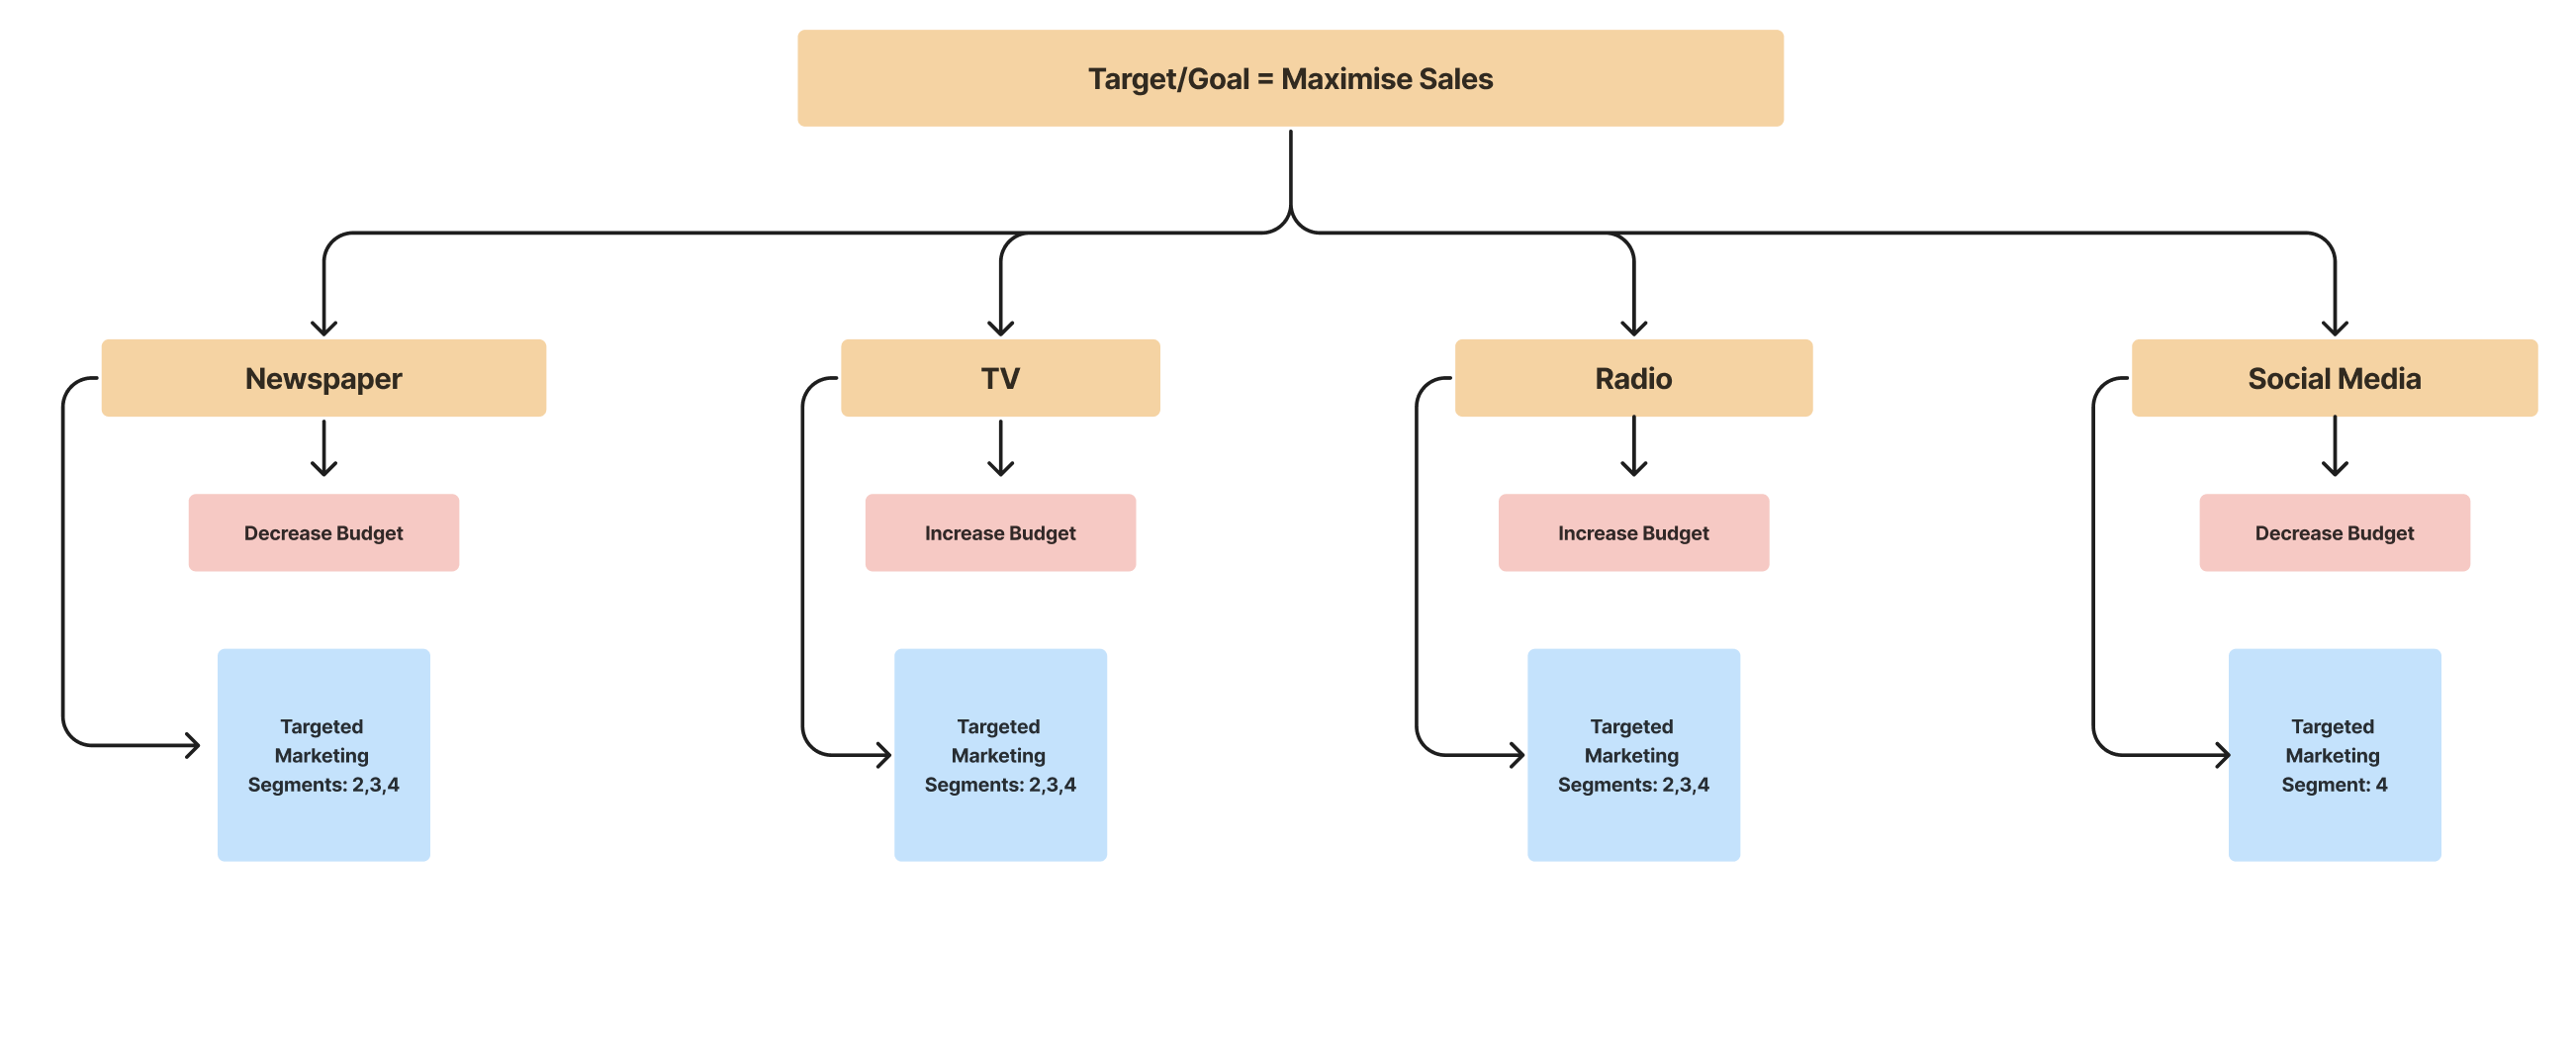 Target/Goal = Maximise Sales
Newspaper
TV
Radio
Social Media
Decrease Budget
Increase Budget
Increase Budget
Decrease Budget
Targeted
Marketing
Segments: 2,3,4
Targeted
Marketing
Segments: 2,3,4
Targeted
Marketing
Segments: 2,3,4
Targeted
Marketing
Segment: 4